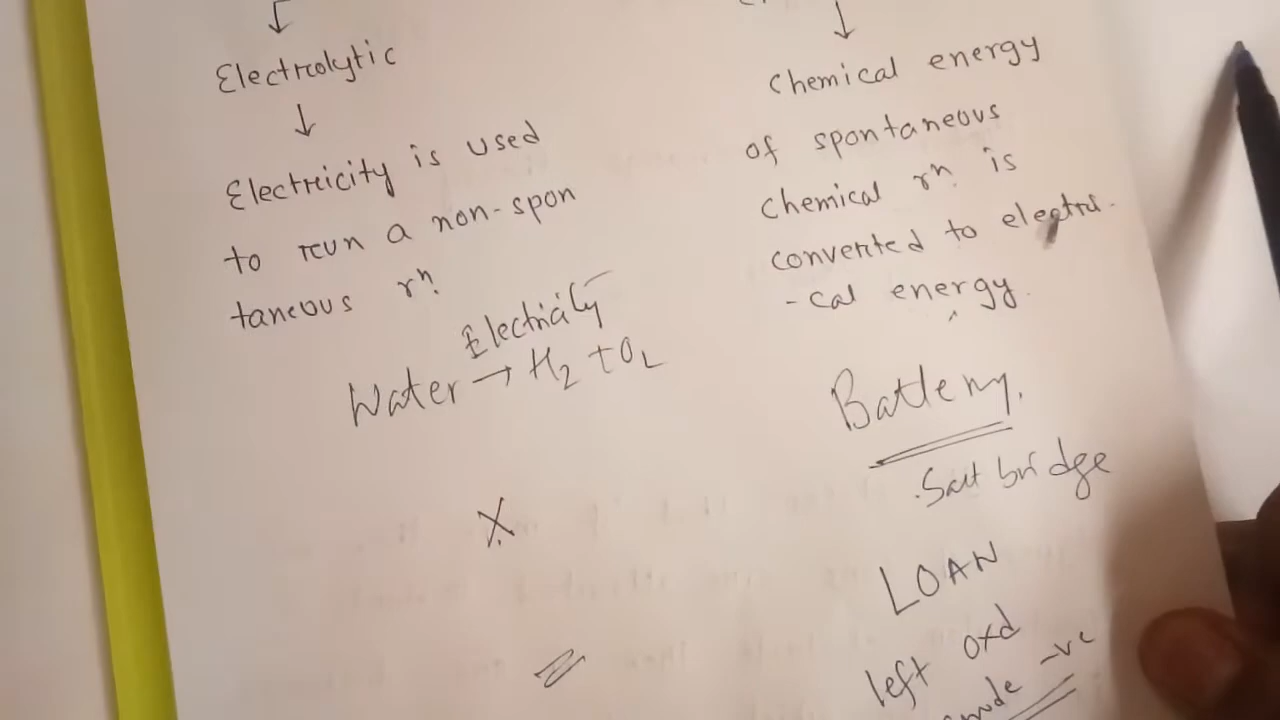 Electrolytic
↓
Electricity is used
to run a non-spon
taneous rⁿ.
Electricity
Water → H₂ + O₂
X
↓
Chemical energy
of spontaneous
chemical rⁿ. is
converted to electri-
-cal energy.
Battery.
Salt bridge
LOAN
left oxd
-ve